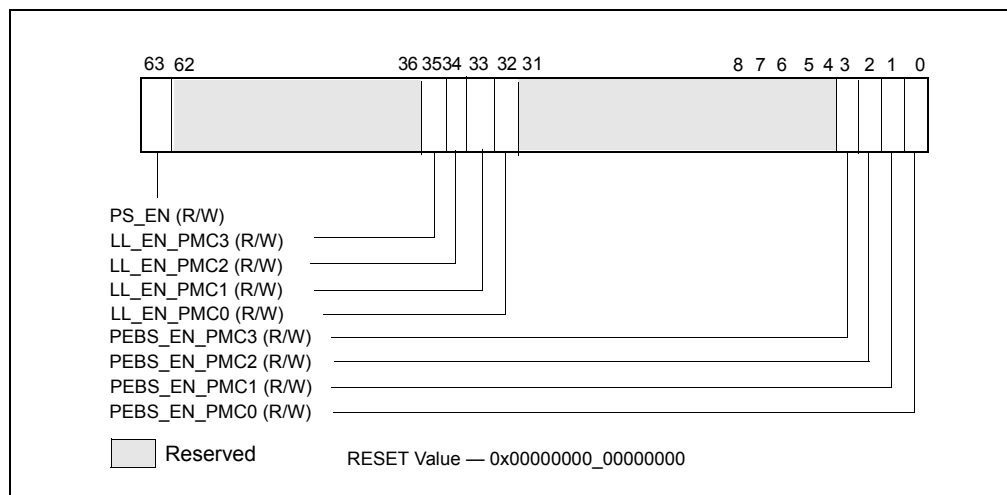 63 62 36 35 34 33 32 31 8 7 6 5 4 3 2 1 0
PS_EN (R/W)
LL_EN_PMC3 (R/W)
LL_EN_PMC2 (R/W)
LL_EN_PMC1 (R/W)
LL_EN_PMC0 (R/W)
PEBS_EN_PMC3 (R/W)
PEBS_EN_PMC2 (R/W)
PEBS_EN_PMC1 (R/W)
PEBS_EN_PMC0 (R/W)
Reserved RESET Value — 0x00000000_00000000